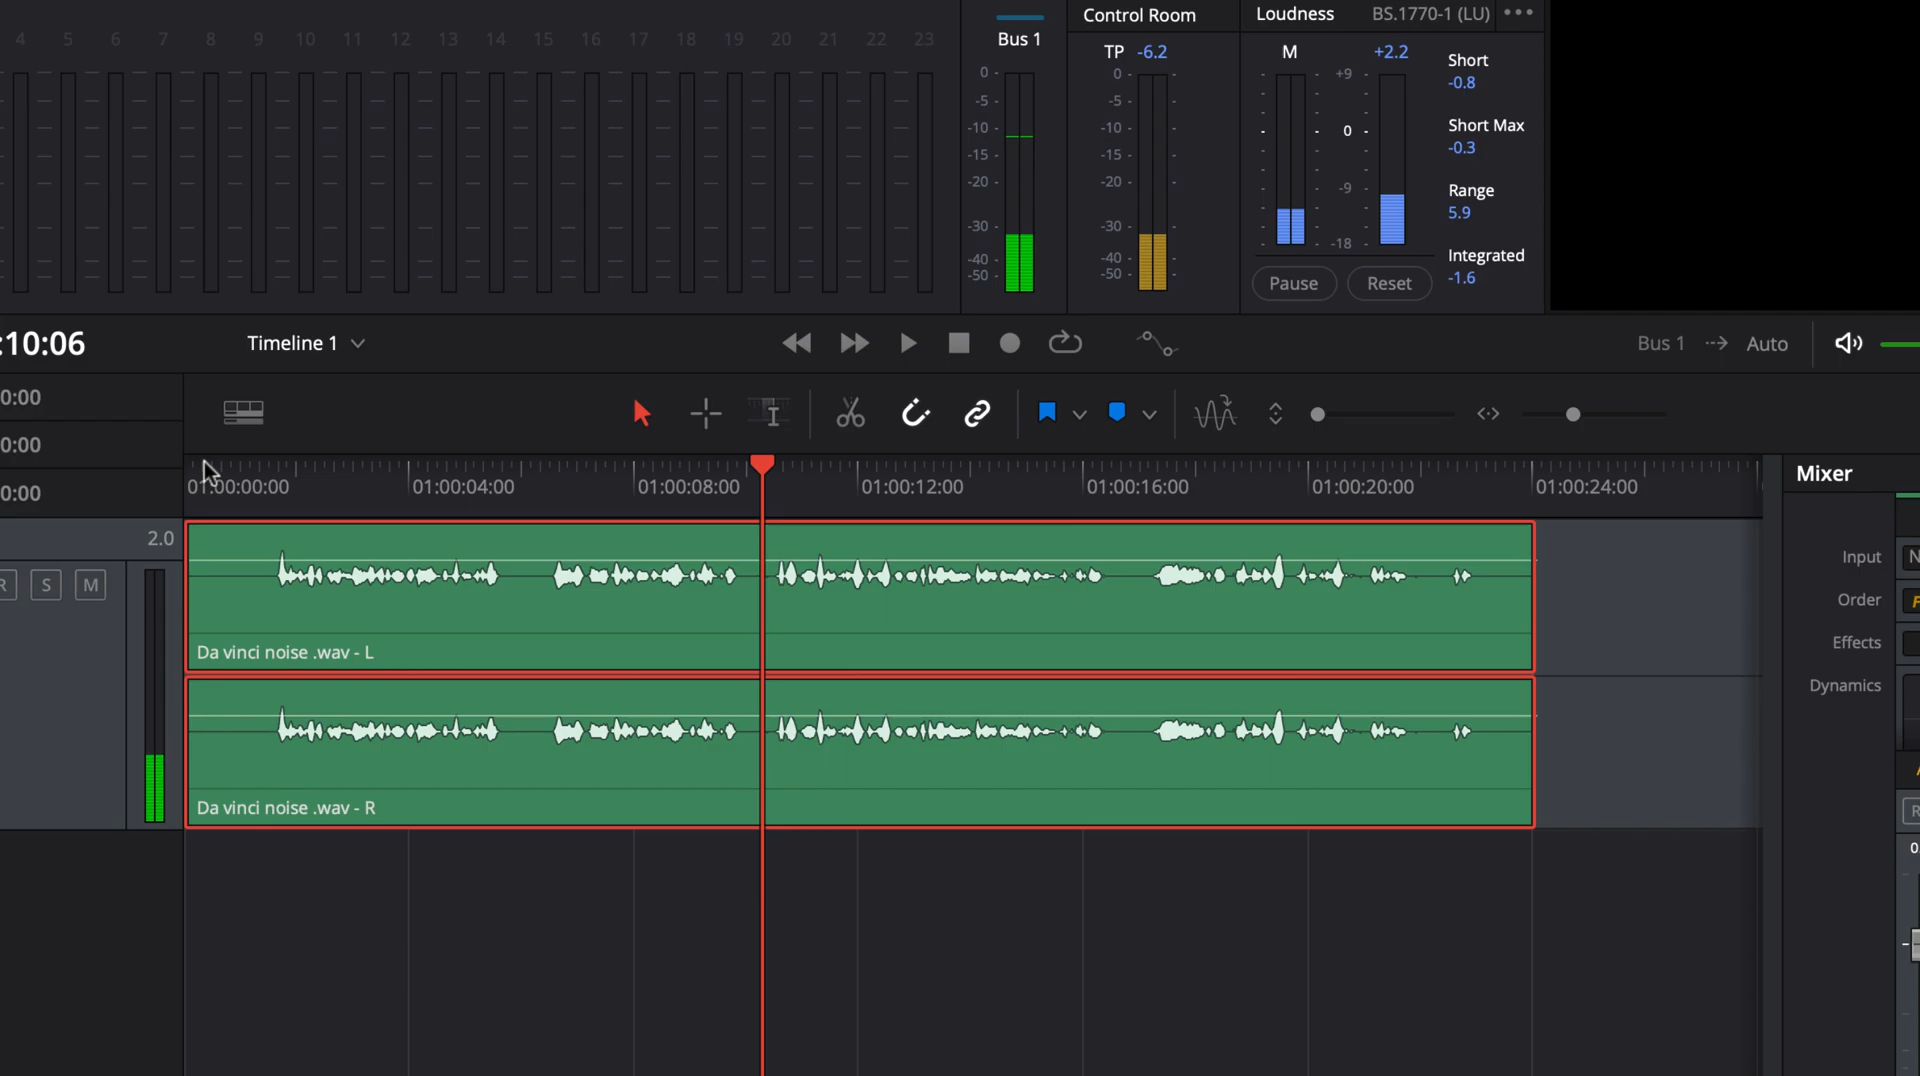 4 5 6 7 8 9 10 11 12 13 14 15 16 17 18 19 20 21 22 23
Bus 1
0
-5
-10
-15
-20
-30
-40
-50
Control Room
TP -6.2
0
-5
-10
-15
-20
-30
-40
-50
Loudness BS.1770-1 (LU)
M +2.2
+9
0
-9
-18
Pause Reset
Short
-0.8
Short Max
-0.3
Range
5.9
Integrated
-1.6
:10:06
Timeline 1
Bus 1 Auto
0:00
0:00
0:00
01:00:00:00 01:00:04:00 01:00:08:00 01:00:12:00 01:00:16:00 01:00:20:00 01:00:24:00
2.0
R S M
Da vinci noise .wav - L
Da vinci noise .wav - R
Mixer
Input
Order
Effects
Dynamics
R
0.